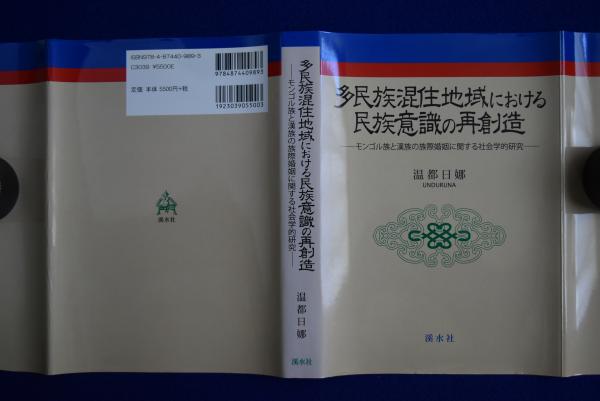 ISBN978-4-87440-989-3
C3039 ¥5500E
定価 本体 5500円+税
9784874409893
1923039055003
溪水社
多民族混住地域における民族意識の再創造
―モンゴル族と漢族の族際婚姻に関する社会学的研究―
温都日娜
溪水社
多民族混住地域における
民族意識の再創造
―モンゴル族と漢族の族際婚姻に関する社会学的研究―
温都日娜
UNDURUNA
溪水社